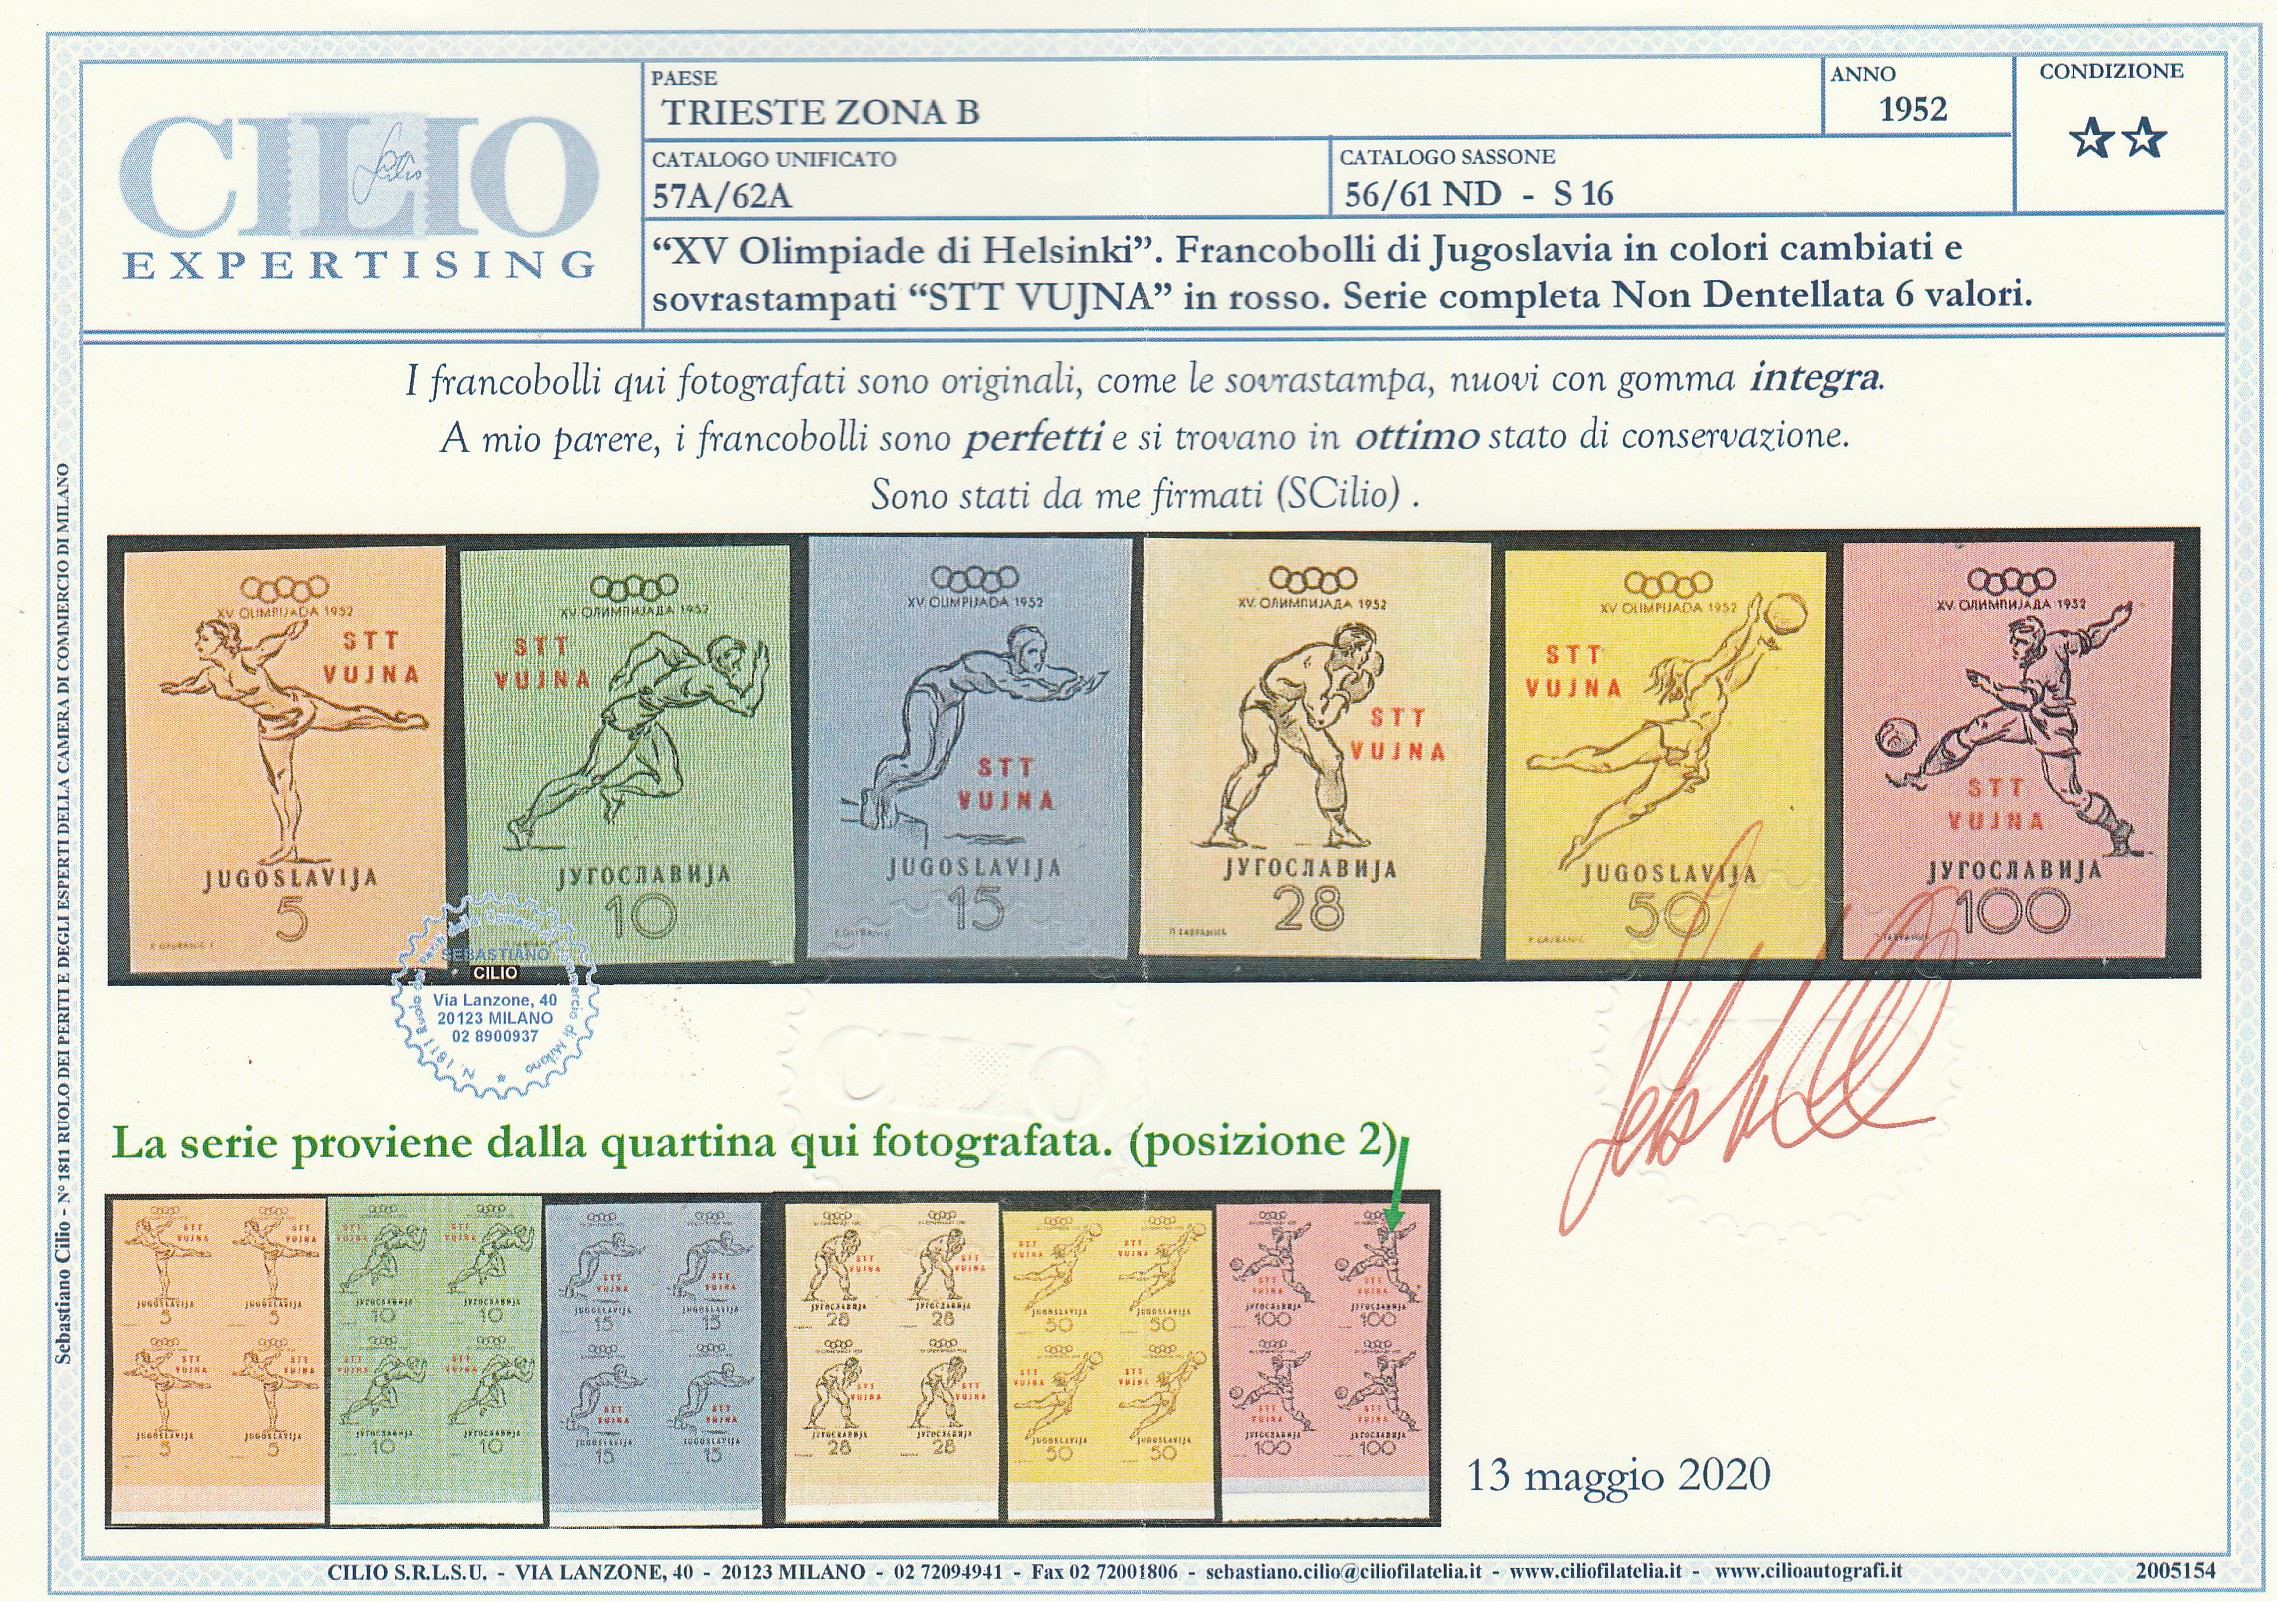 CILIO
EXPERTISING
PAESE
TRIESTE ZONA B
ANNO
1952
CONDIZIONE
☆☆
CATALOGO UNIFICATO
57A/62A
CATALOGO SASSONE
56/61 ND - S 16
“XV Olimpiade di Helsinki”. Francobolli di Jugoslavia in colori cambiati e
sovrastampati “STT VUJNA” in rosso. Serie completa Non Dentellata 6 valori.
I francobolli qui fotografati sono originali, come le sovrastampa, nuovi con gomma integra.
A mio parere, i francobolli sono perfetti e si trovano in ottimo stato di conservazione.
Sono stati da me firmati (SCilio) .
XV OLIMPIJADA 1952
STT
VUJNA
JUGOSLAVIJA
5
XV. ОЛИМПИЈАДА 1952
STT
VUJNA
ЈУГОСЛАВИЈА
10
XV. OLIMPIJADA 1952
STT
VUJNA
JUGOSLAVIJA
15
XV. ОЛИМПИЈАДА 1952
STT
VUJNA
ЈУГОСЛАВИЈА
28
XV OLIMPIJADA 1952
STT
VUJNA
JUGOSLAVIJA
50
XV. ОЛИМПИЈАДА 1952
STT
VUJNA
ЈУГОСЛАВИЈА
100
SEBASTIANO
CILIO
Via Lanzone, 40
20123 MILANO
02 8900937
La serie proviene dalla quartina qui fotografata. (posizione 2)
13 maggio 2020
Sebastiano Cilio - N° 1811 RUOLO DEI PERITI E DEGLI ESPERTI DELLA CAMERA DI COMMERCIO DI MILANO
CILIO S.R.L.S.U. - VIA LANZONE, 40 - 20123 MILANO - 02 72094941 - Fax 02 72001806 - sebastiano.cilio@ciliofilatelia.it - www.ciliofilatelia.it - www.cilioautografi.it
2005154